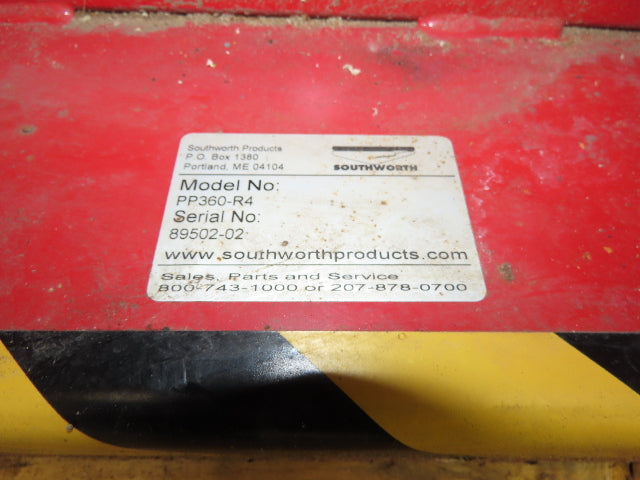 Southworth Products
P.O. Box 1380
Portland, ME 04104
SOUTHWORTH
Model No:
PP360-R4
Serial No:
89502-02
www.southworthproducts.com
Sales, Parts and Service
800-743-1000 or 207-878-0700